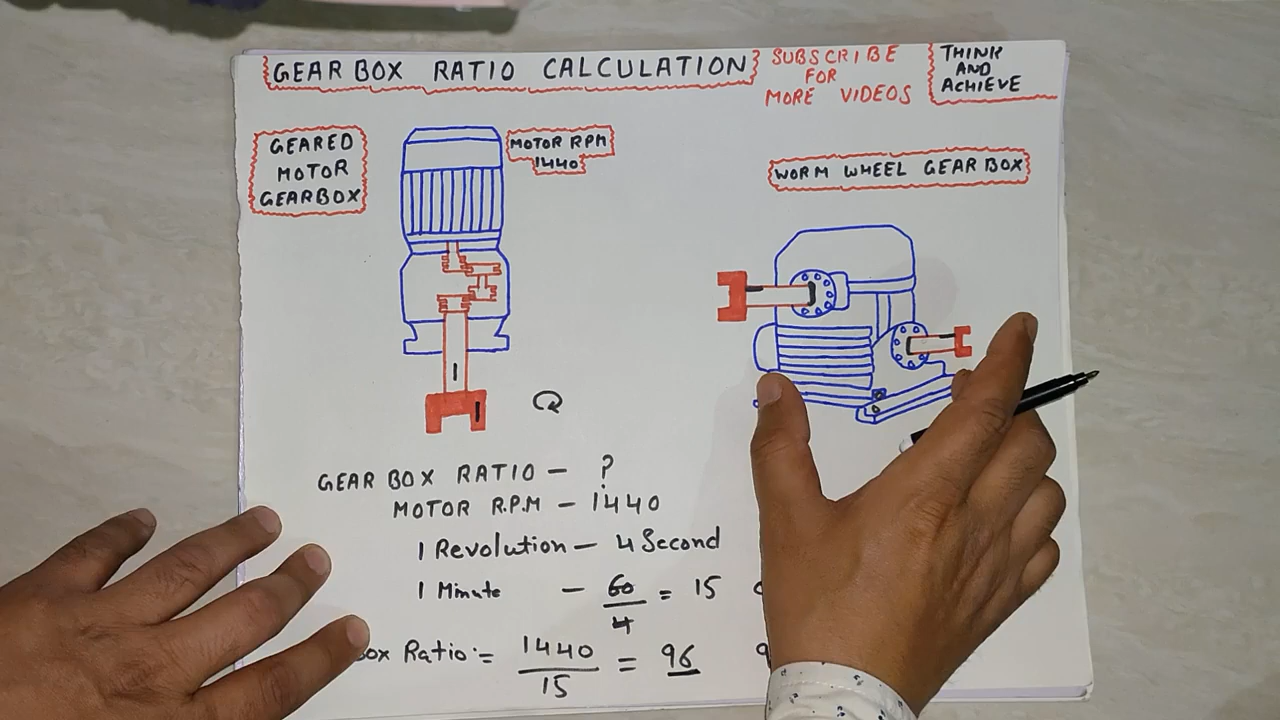 GEAR BOX RATIO CALCULATION
SUBSCRIBE
FOR
MORE VIDEOS
THINK
AND
ACHIEVE
GEARED
MOTOR
GEARBOX
MOTOR RPM
1440
WORM WHEEL GEAR BOX
GEAR BOX RATIO – ?
MOTOR R.P.M – 1440
1 Revolution – 4 Second
1 Minute – 60/4 = 15
box Ratio:= 1440/15 = 96